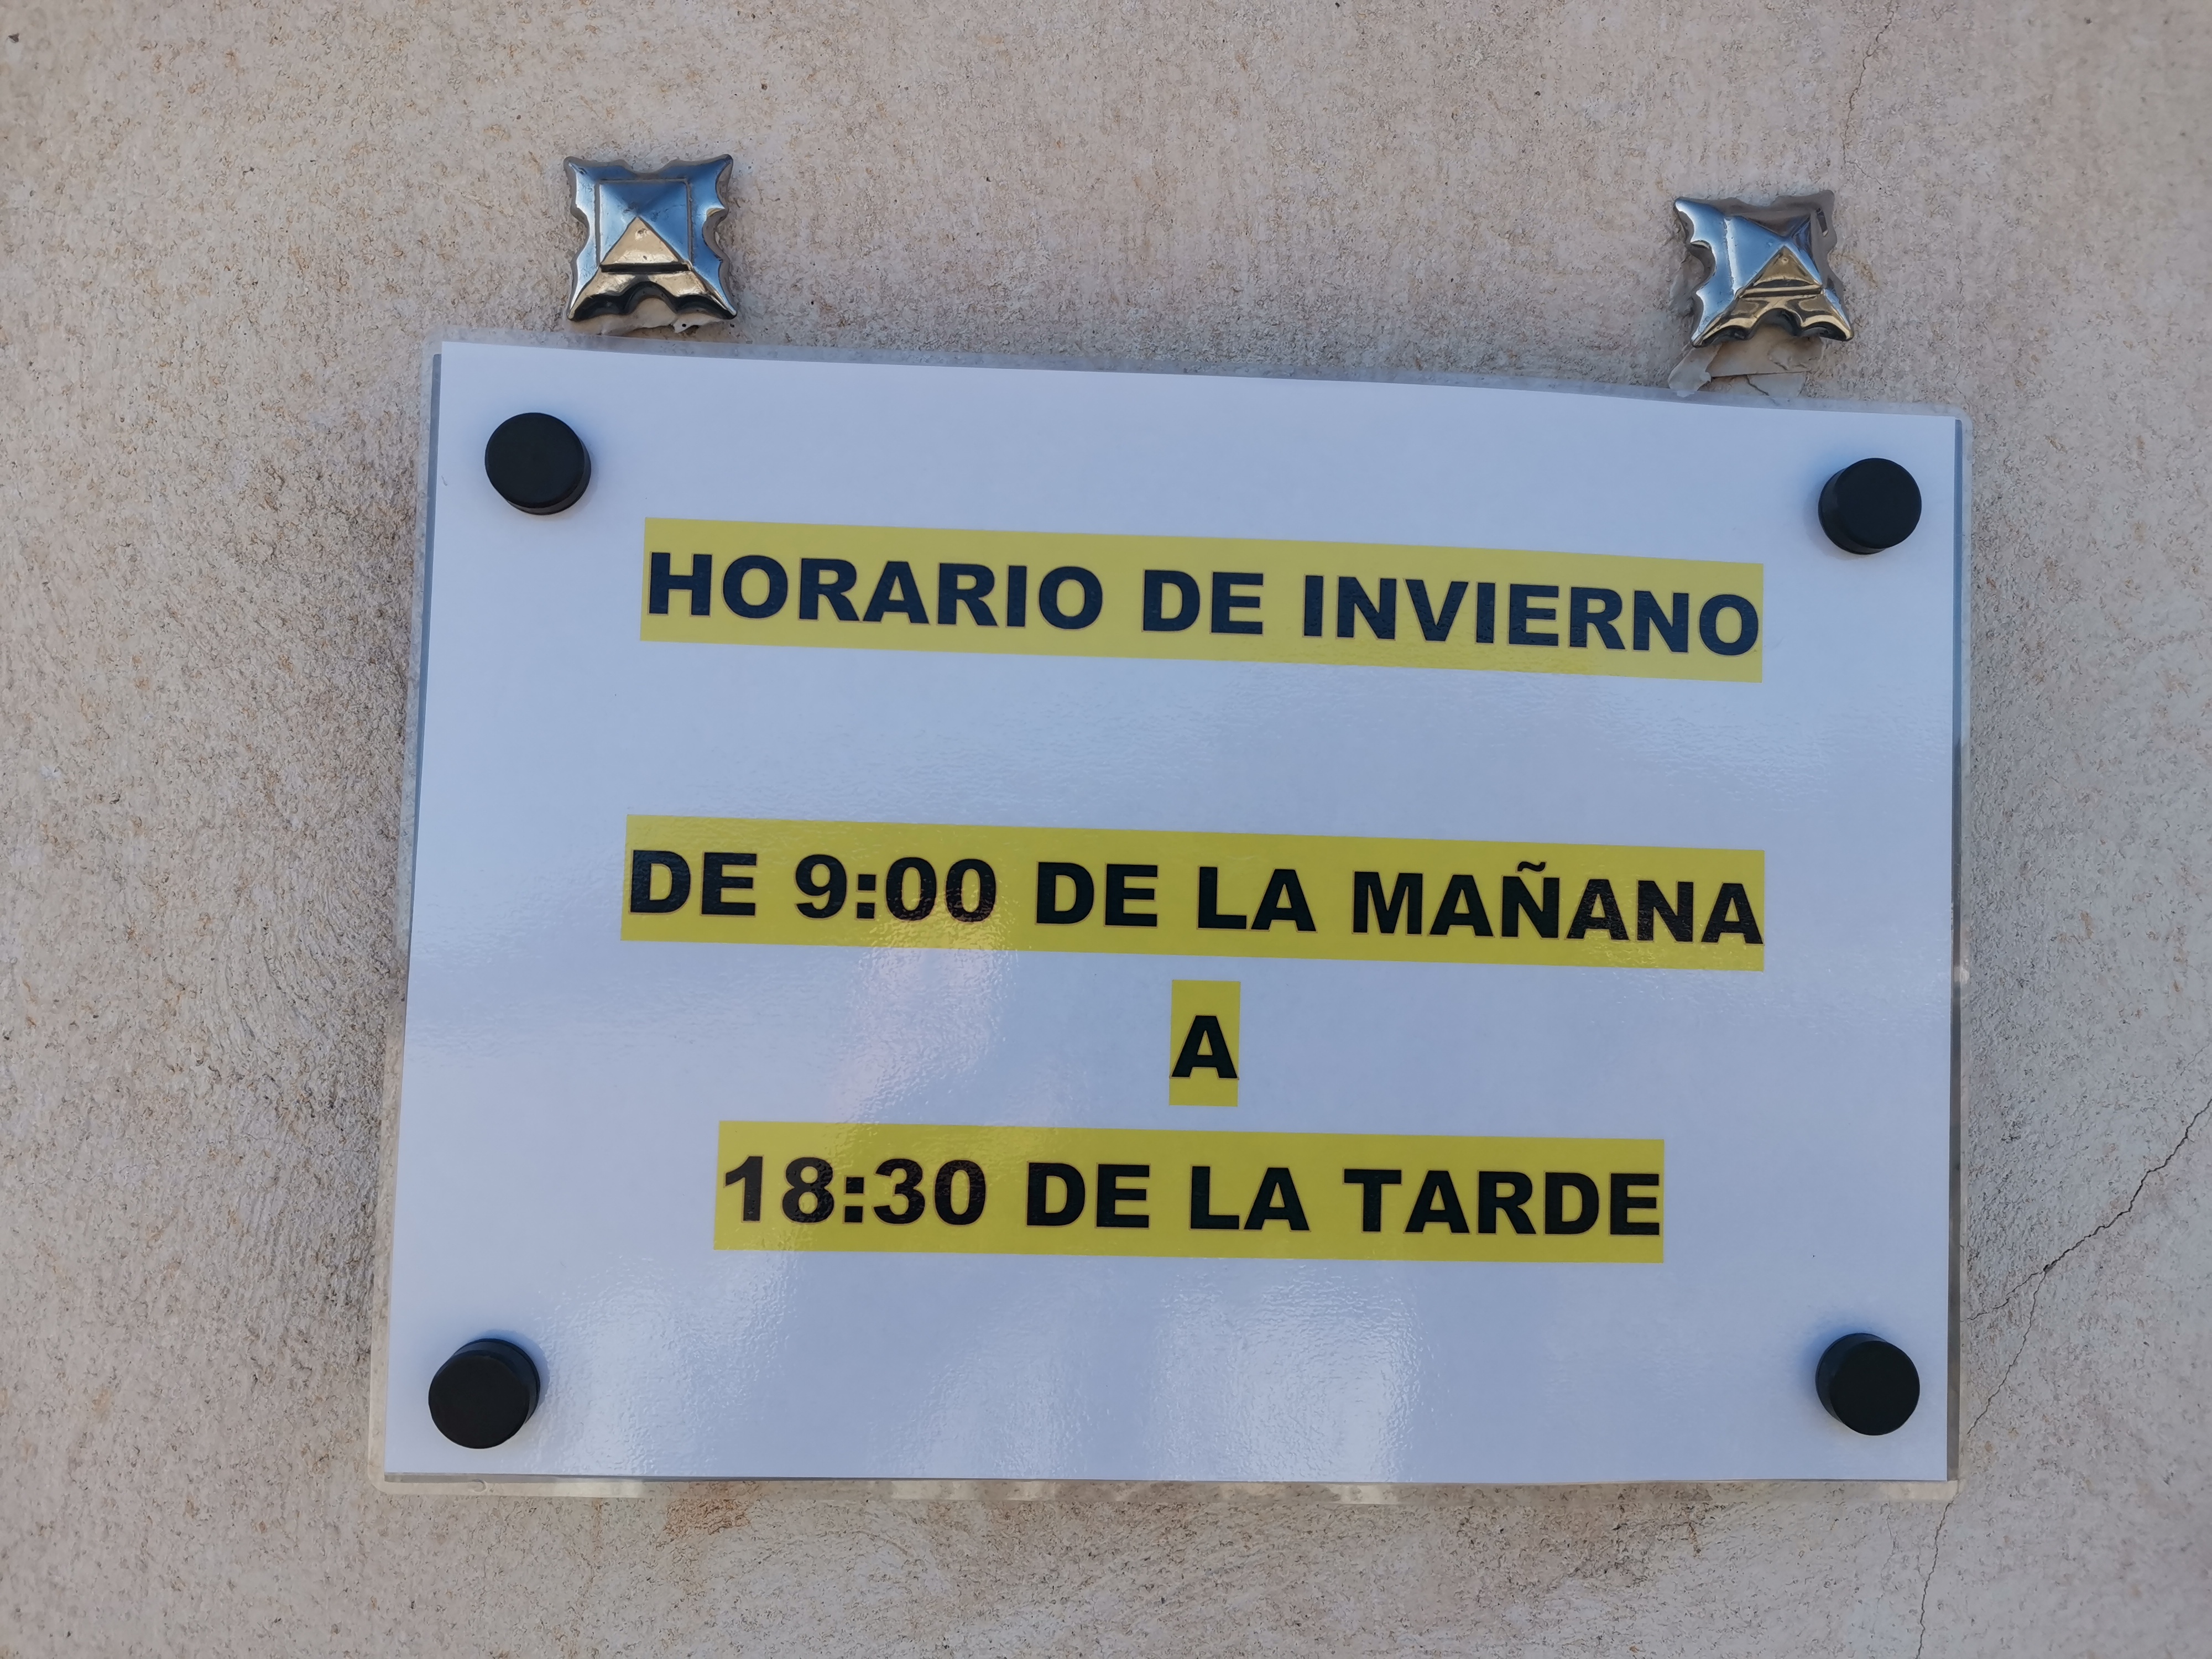 HORARIO DE INVIERNO
DE 9:00 DE LA MAÑANA
A
18:30 DE LA TARDE